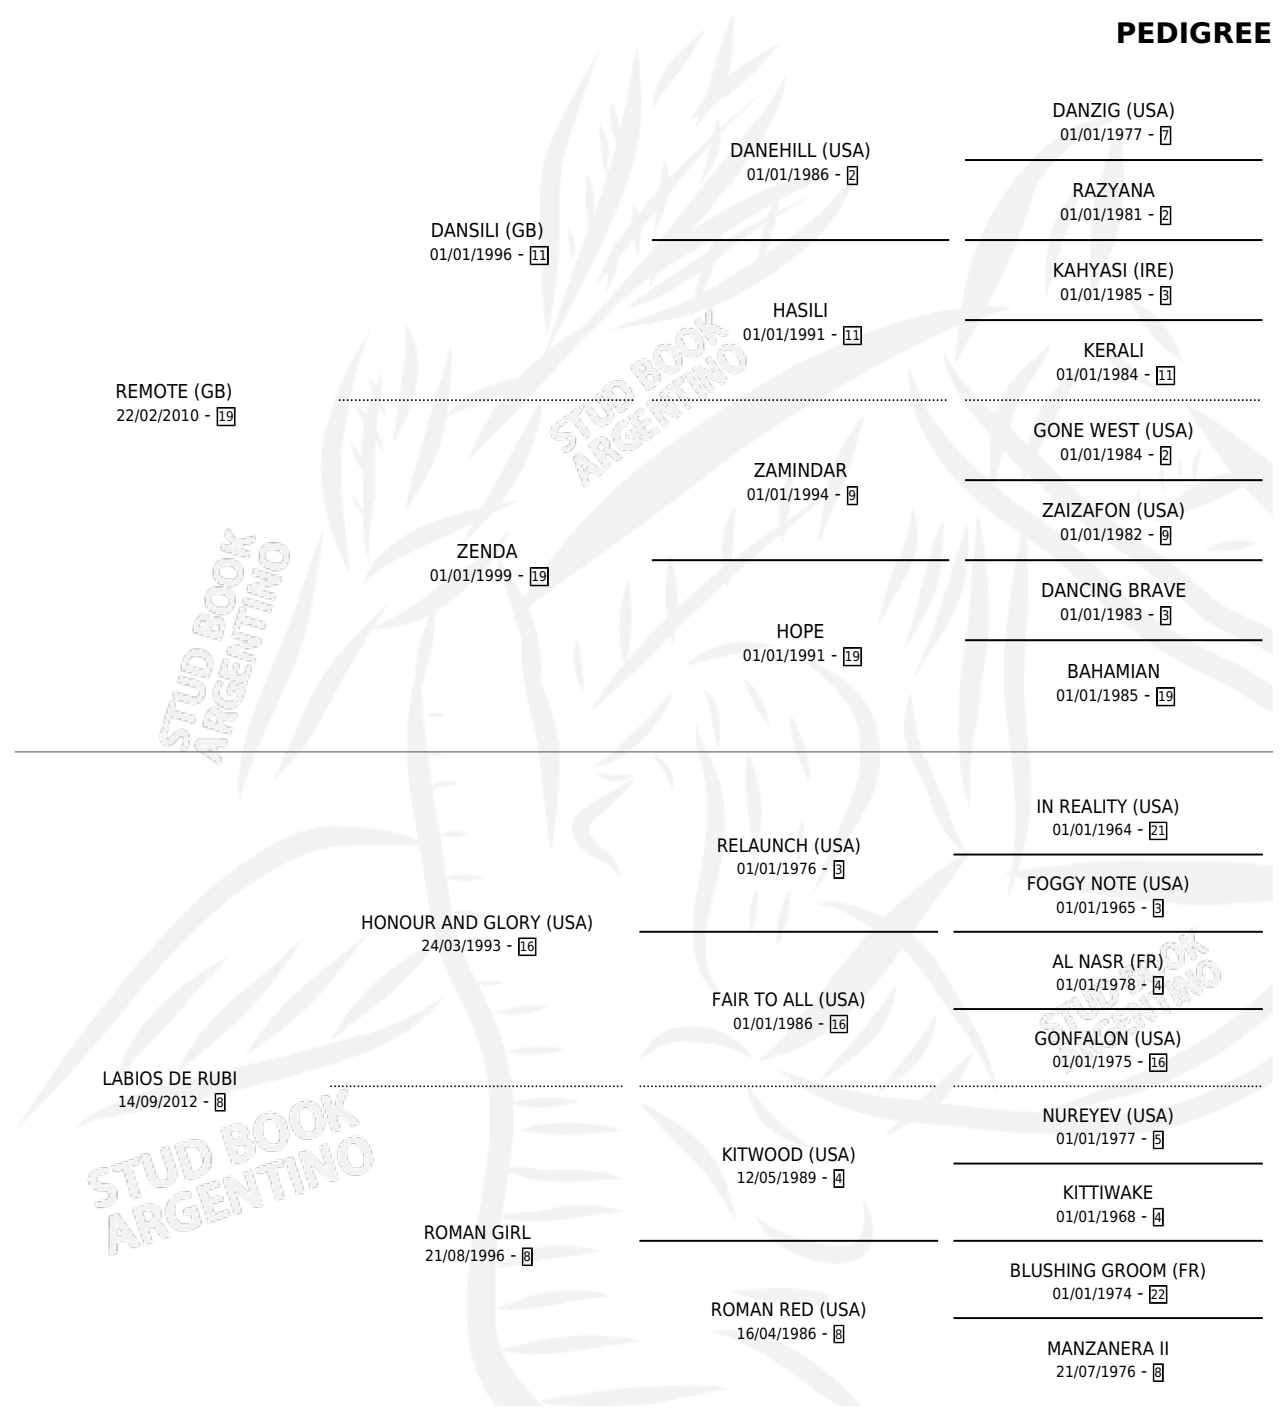 PEDIGREE
DANZIG (USA)
01/01/1977 - 7
DANEHILL (USA)
01/01/1986 - 2
RAZYANA
01/01/1981 - 2
DANSILI (GB)
01/01/1996 - 11
KAHYASI (IRE)
01/01/1985 - 3
HASILI
01/01/1991 - 11
KERALI
01/01/1984 - 11
REMOTE (GB)
22/02/2010 - 19
GONE WEST (USA)
01/01/1984 - 2
ZAMINDAR
01/01/1994 - 9
ZAIZAFON (USA)
01/01/1982 - 9
ZENDA
01/01/1999 - 19
DANCING BRAVE
01/01/1983 - 3
HOPE
01/01/1991 - 19
BAHAMIAN
01/01/1985 - 19
IN REALITY (USA)
01/01/1964 - 21
RELAUNCH (USA)
01/01/1976 - 3
FOGGY NOTE (USA)
01/01/1965 - 3
HONOUR AND GLORY (USA)
24/03/1993 - 16
AL NASR (FR)
01/01/1978 - 4
FAIR TO ALL (USA)
01/01/1986 - 16
GONFALON (USA)
01/01/1975 - 16
LABIOS DE RUBI
14/09/2012 - 8
NUREYEV (USA)
01/01/1977 - 5
KITWOOD (USA)
12/05/1989 - 4
KITTIWAKE
01/01/1968 - 4
ROMAN GIRL
21/08/1996 - 8
BLUSHING GROOM (FR)
01/01/1974 - 22
ROMAN RED (USA)
16/04/1986 - 8
MANZANERA II
21/07/1976 - 8
STUD BOOK
ARGENTINO
STUD BOOK
ARGENTINO
STUD BOOK
ARGENTINO
STUD BOOK
ARGENTINO